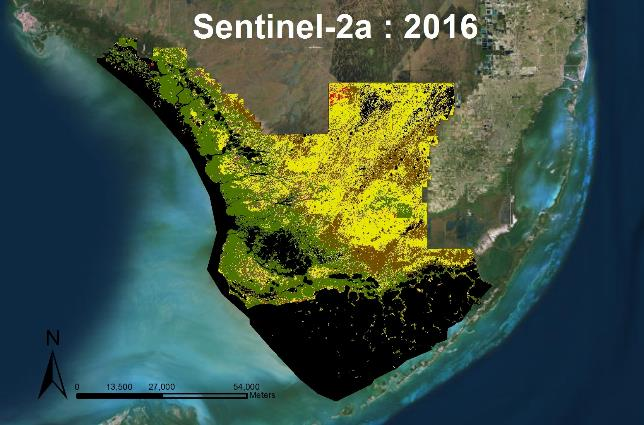 Sentinel-2a : 2016
N
0 13,500 27,000 54,000
Meters